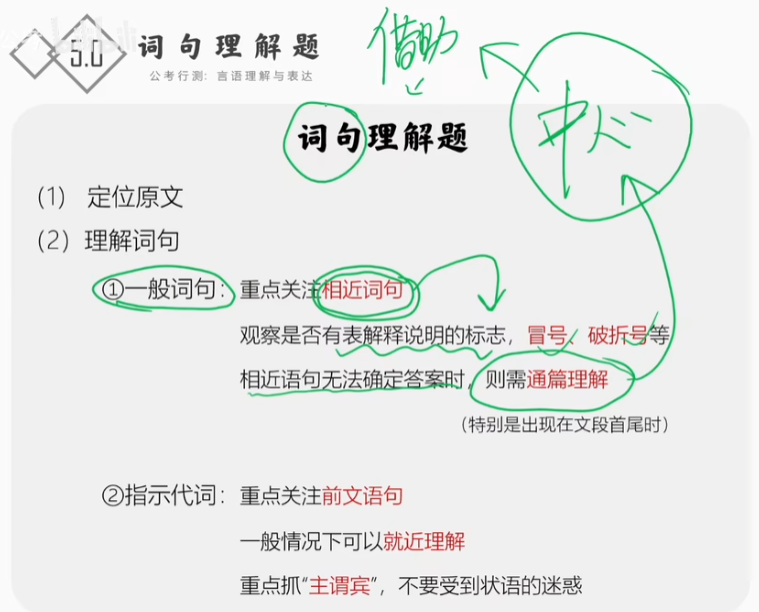 5.0
词句理解题
借助
公考行测：言语理解与表达
中心
词句理解题
（1） 定位原文
（2）理解词句
①一般词句：重点关注相近词句
观察是否有表解释说明的标志，冒号、破折号等
相近语句无法确定答案时，则需通篇理解
（特别是出现在文段首尾时）
②指示代词：重点关注前文语句
一般情况下可以就近理解
重点抓“主谓宾”，不要受到状语的迷惑